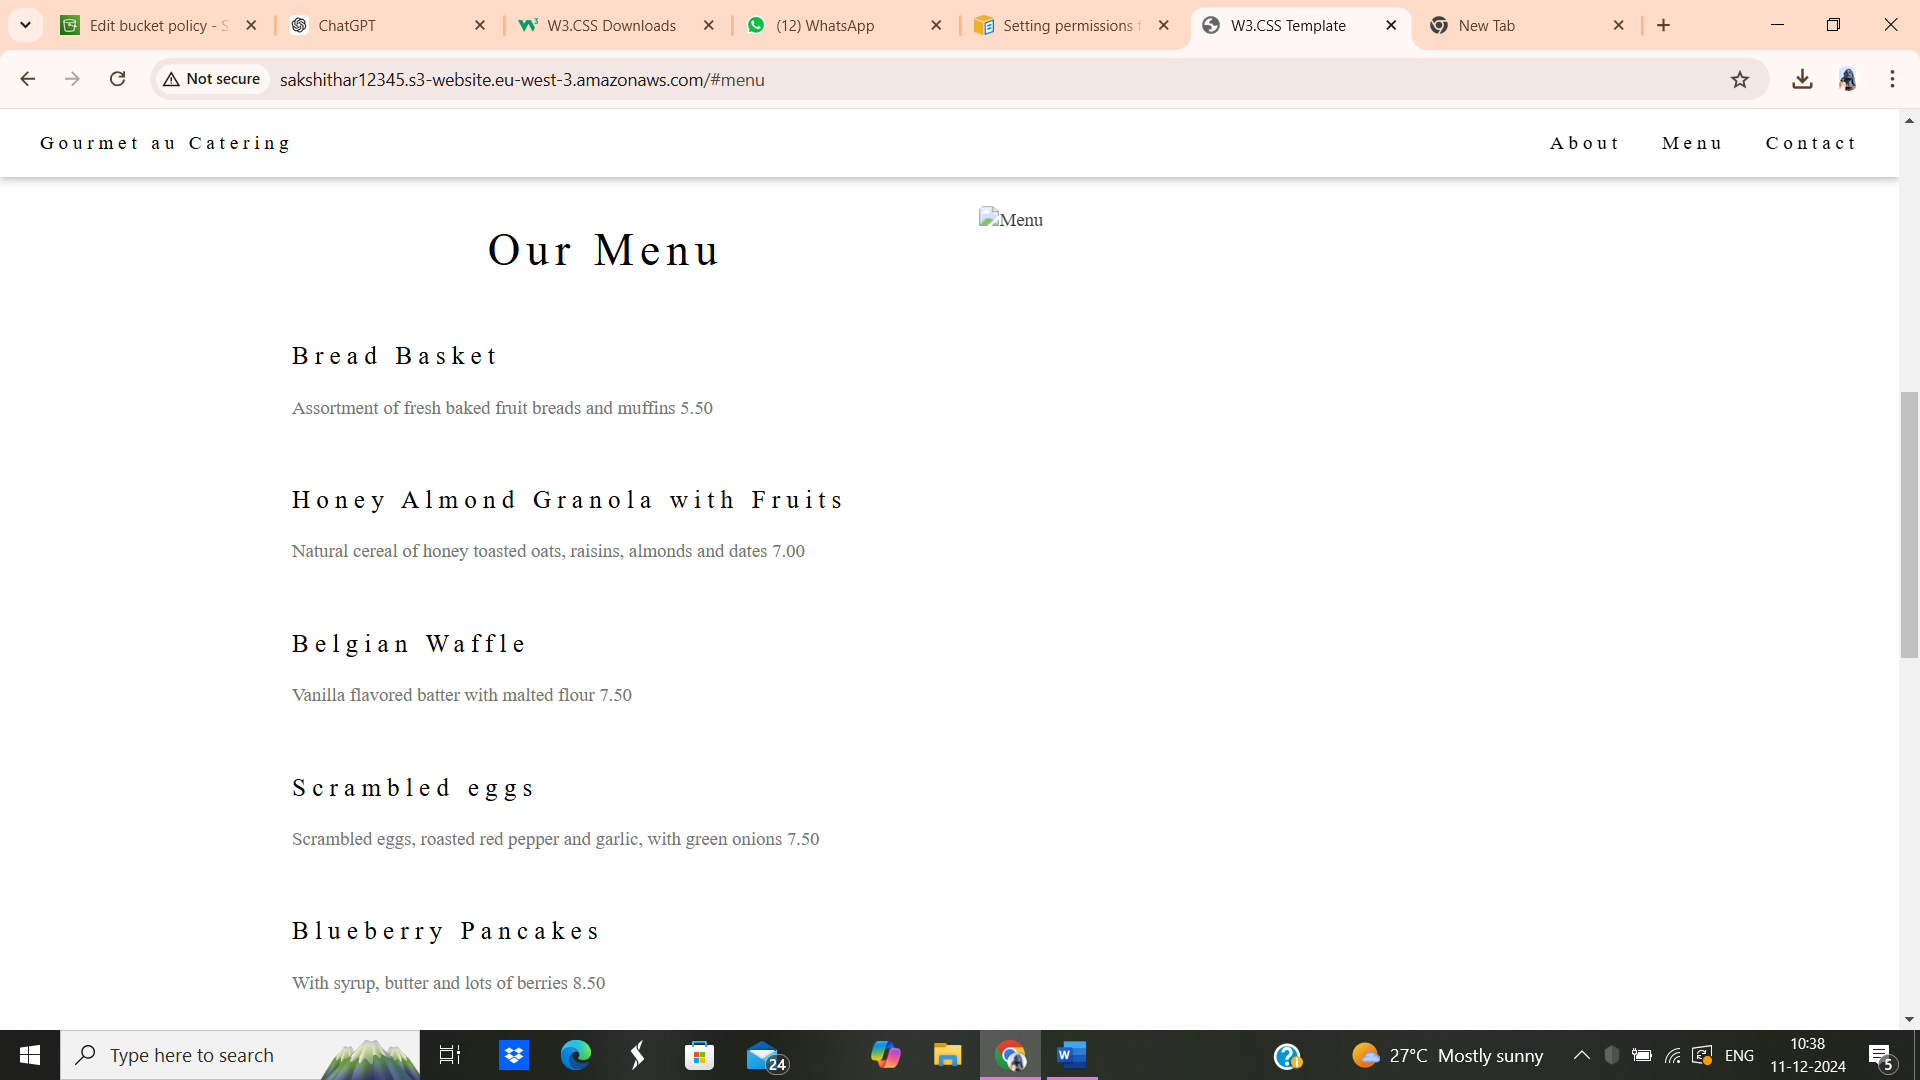 Edit bucket policy - S
ChatGPT
W3.CSS Downloads
(12) WhatsApp
Setting permissions f
W3.CSS Template
New Tab
Not secure
sakshithar12345.s3-website.eu-west-3.amazonaws.com/#menu
Gourmet au Catering
About
Menu
Contact
Our Menu
Menu
Bread Basket
Assortment of fresh baked fruit breads and muffins 5.50
Honey Almond Granola with Fruits
Natural cereal of honey toasted oats, raisins, almonds and dates 7.00
Belgian Waffle
Vanilla flavored batter with malted flour 7.50
Scrambled eggs
Scrambled eggs, roasted red pepper and garlic, with green onions 7.50
Blueberry Pancakes
With syrup, butter and lots of berries 8.50
Type here to search
24
27°C Mostly sunny
ENG
10:38
11-12-2024
5